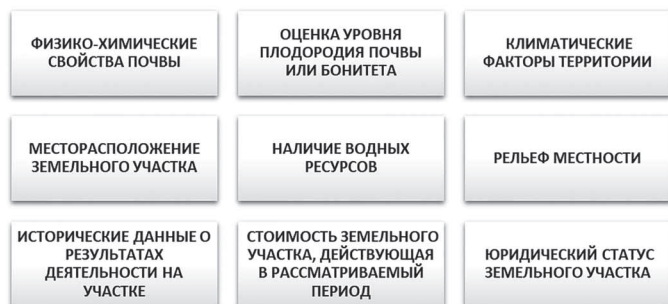 ФИЗИКО-ХИМИЧЕСКИЕ
СВОЙСТВА ПОЧВЫ
ОЦЕНКА УРОВНЯ
ПЛОДОРОДИЯ ПОЧВЫ
ИЛИ БОНИТЕТА
КЛИМАТИЧЕСКИЕ
ФАКТОРЫ ТЕРРИТОРИИ
МЕСТОРАСПОЛОЖЕНИЕ
ЗЕМЕЛЬНОГО УЧАСТКА
НАЛИЧИЕ ВОДНЫХ
РЕСУРСОВ
РЕЛЬЕФ МЕСТНОСТИ
ИСТОРИЧЕСКИЕ ДАННЫЕ О
РЕЗУЛЬТАТАХ
ДЕЯТЕЛЬНОСТИ НА
УЧАСТКЕ
СТОИМОСТЬ ЗЕМЕЛЬНОГО
УЧАСТКА, ДЕЙСТВУЮЩАЯ
В РАССМАТРИВАЕМЫЙ
ПЕРИОД
ЮРИДИЧЕСКИЙ СТАТУС
ЗЕМЕЛЬНОГО УЧАСТКА